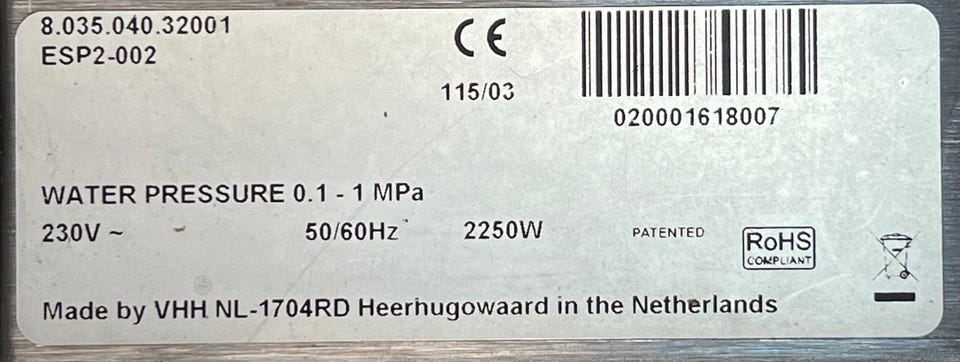 8.035.040.32001
ESP2-002
CE
115/03
020001618007
WATER PRESSURE 0.1 - 1 MPa
230V ~ 50/60Hz 2250W PATENTED
RoHS
COMPLIANT
Made by VHH NL-1704RD Heerhugowaard in the Netherlands